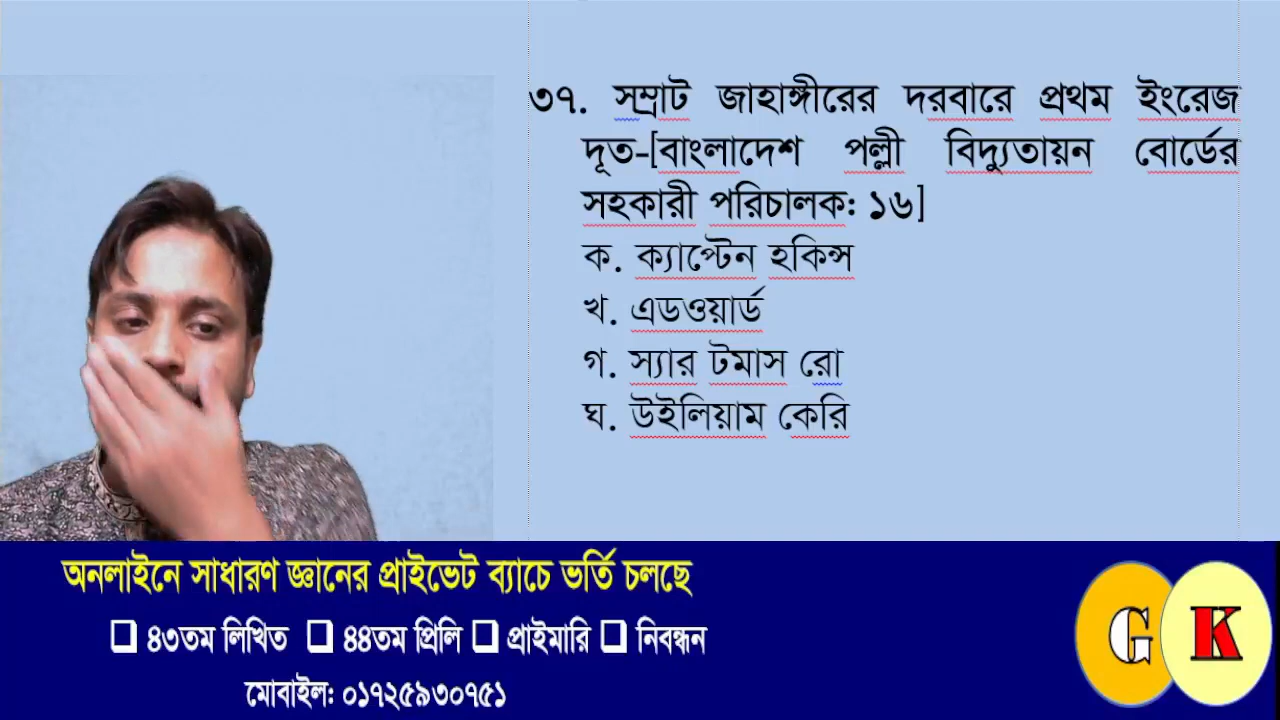 ৩৭. সম্রাট জাহাঙ্গীরের দরবারে প্রথম ইংরেজ
দূত-[বাংলাদেশ পল্লী বিদ্যুতায়ন বোর্ডের
সহকারী পরিচালক: ১৬]
ক. ক্যাপ্টেন হকিন্স
খ. এডওয়ার্ড
গ. স্যার টমাস রো
ঘ. উইলিয়াম কেরি
অনলাইনে সাধারণ জ্ঞানের প্রাইভেট ব্যাচে ভর্তি চলছে
❑ ৪৩তম লিখিত ❑ ৪৪তম প্রিলি ❑ প্রাইমারি ❑ নিবন্ধন
মোবাইল: ০১৭২৫৯৩০৭৫১
G K